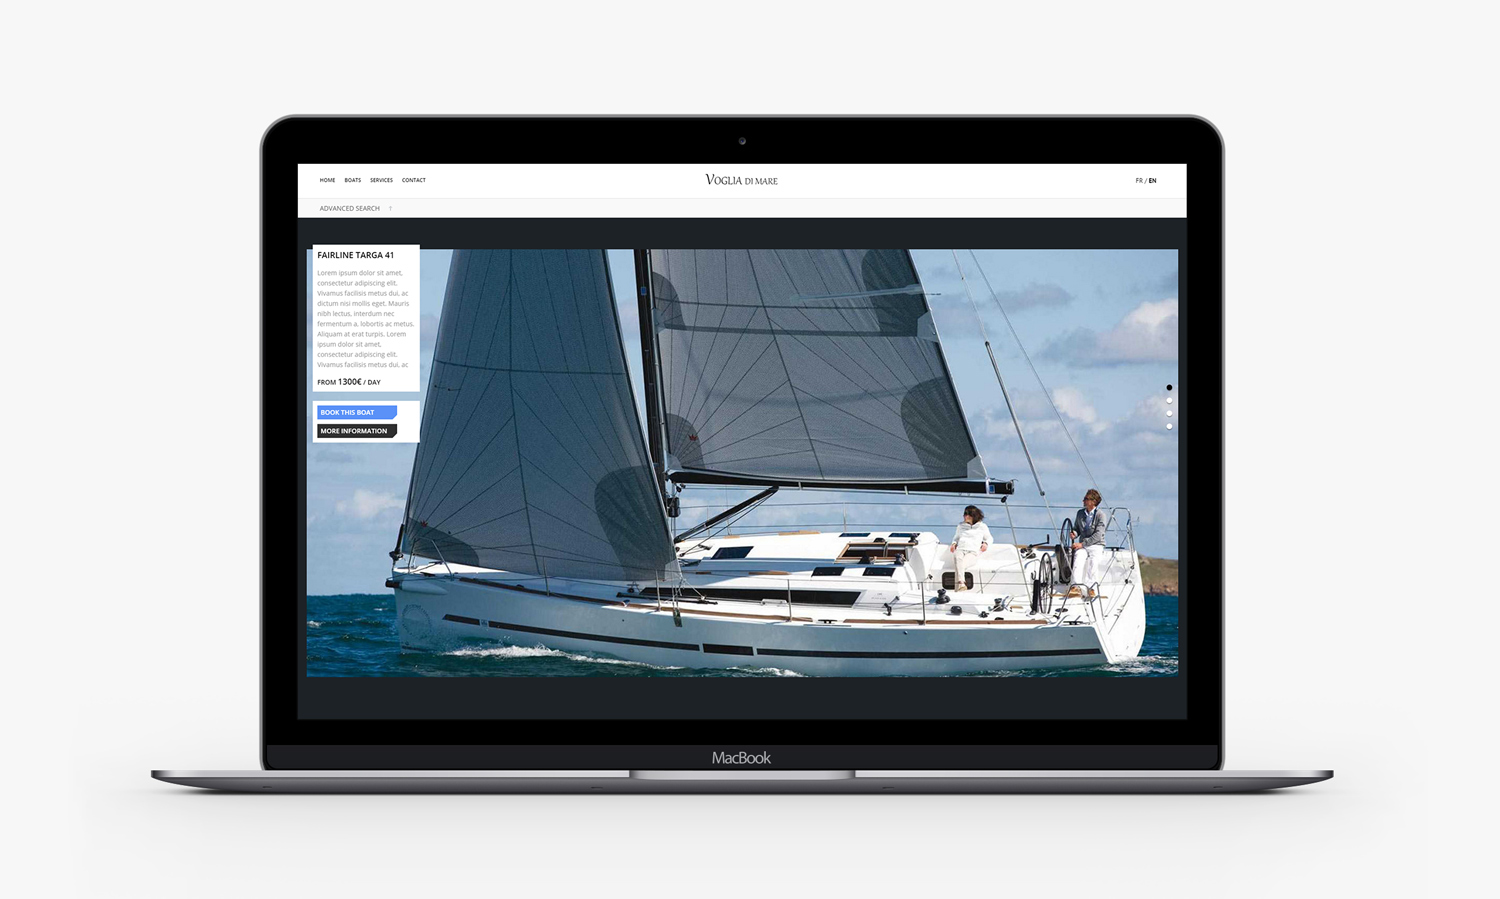 HOME BOATS SERVICES CONTACT
VOGLIA DI MARE
FR / EN
ADVANCED SEARCH ?
FAIRLINE TARGA 41
Lorem ipsum dolor sit amet,
consectetur adipiscing elit.
Vivamus facilisis metus dui, ac
dictum nisi mollis eget. Mauris
nibh lectus, interdum nec
fermentum a, lobortis ac metus.
Aliquam at erat turpis. Lorem
ipsum dolor sit amet,
consectetur adipiscing elit.
Vivamus facilisis metus dui, ac
FROM 1300€ / DAY
BOOK THIS BOAT
MORE INFORMATION
MacBook